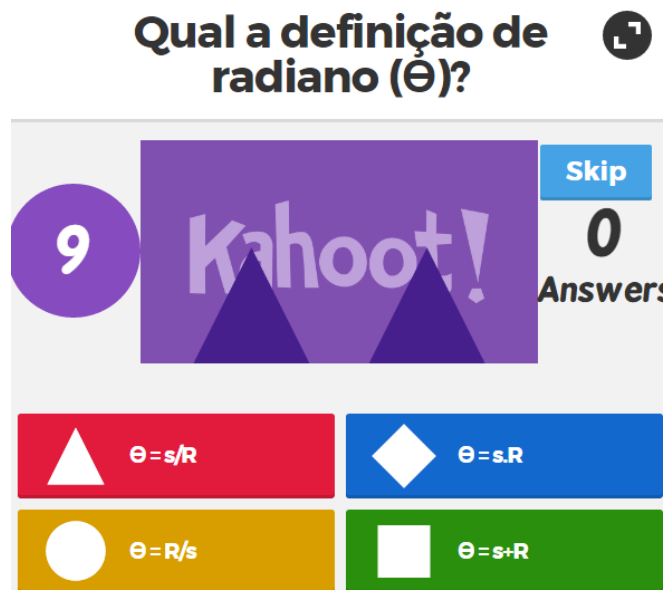 Qual a definição de
radiano (Ɵ)?
9
Kahoot!
Skip
0
Answers
Ɵ = s/R
Ɵ = s.R
Ɵ = R/s
Ɵ = s+R